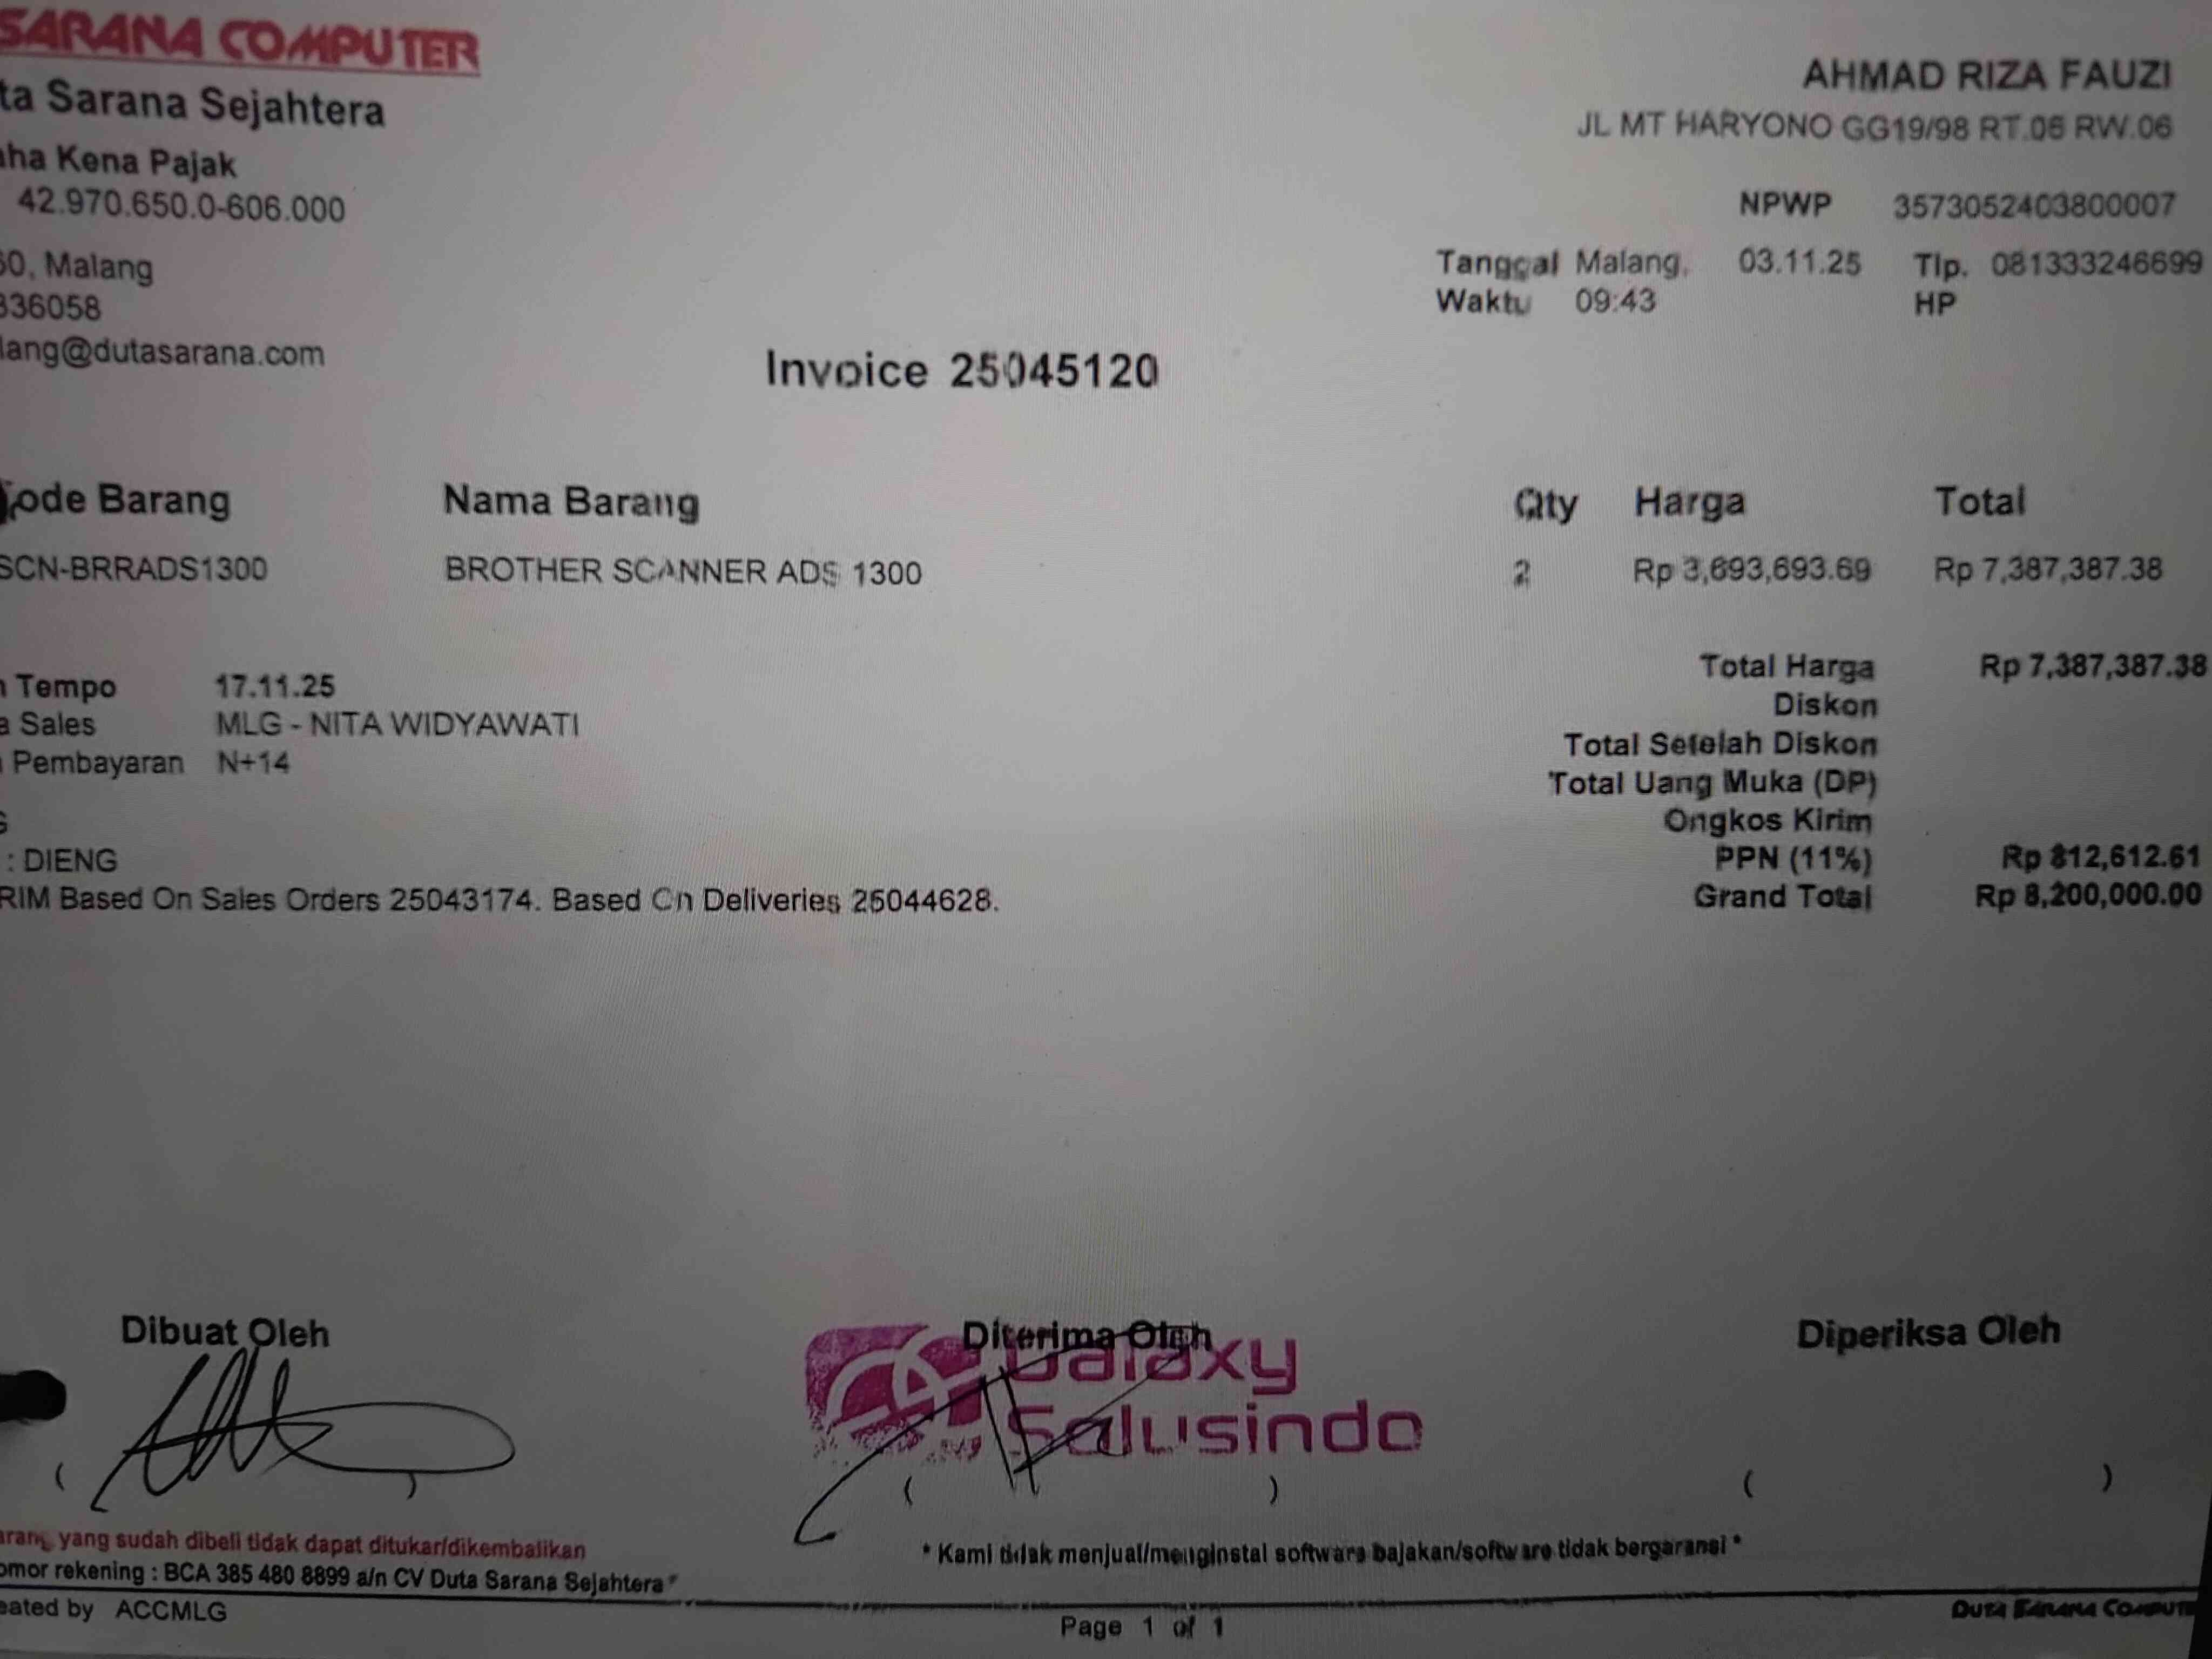 SARANA COMPUTER
ta Sarana Sejahtera
aha Kena Pajak
42.970.650.0-606.000
60, Malang
336058
lang@dutasarana.com
AHMAD RIZA FAUZI
JL MT HARYONO GG19/98 RT.06 RW.06
NPWP 3573052403800007
Tanggal Malang, 03.11.25 Tlp. 081333246699
Waktu 09:43 HP
Invoice 25045120
Kode Barang Nama Barang Qty Harga Total
SCN-BRRADS1300 BROTHER SCANNER ADS 1300 2 Rp 3,693,693.69 Rp 7,387,387.38
Tempo 17.11.25
a Sales MLG - NITA WIDYAWATI
Pembayaran N+14
G
: DIENG
RIM Based On Sales Orders 25043174. Based On Deliveries 25044628.
Total Harga Rp 7,387,387.38
Diskon
Total Setelah Diskon
Total Uang Muka (DP)
Ongkos Kirim
PPN (11%) Rp 812,612.61
Grand Total Rp 8,200,000.00
Dibuat Oleh Diterima Oleh Diperiksa Oleh
Galaxy
Solusindo
( ) ( ) ( )
arang yang sudah dibeli tidak dapat ditukar/dikembalikan
omor rekening : BCA 385 480 8899 a/n CV Duta Sarana Sejahtera *
* Kami tidak menjual/menginstal software bajakan/software tidak bergaransi *
eated by ACCMLG
Page 1 of 1
DUTA SARANA COMPUTE